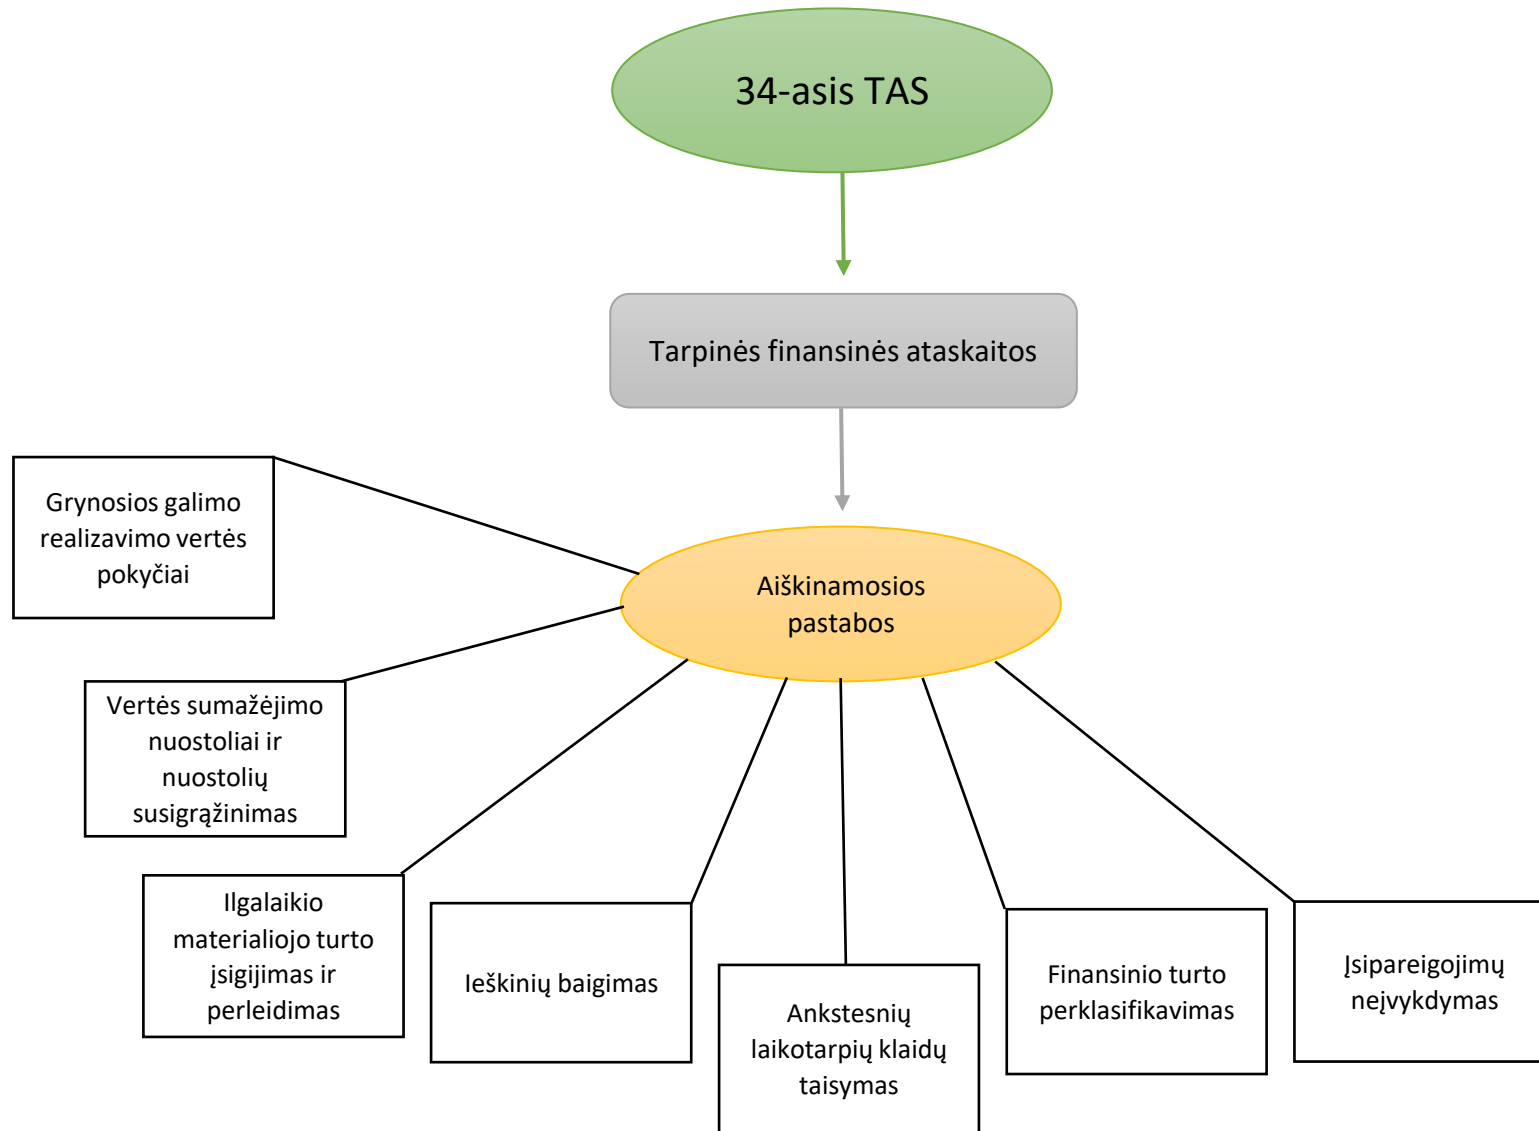 34-asis TAS
Tarpinės finansinės ataskaitos
Grynosios galimo
realizavimo vertės
pokyčiai
Aiškinamosios
pastabos
Vertės sumažėjimo
nuostoliai ir
nuostolių
susigrąžinimas
Ilgalaikio
materialiojo turto
įsigijimas ir
perleidimas
Ieškinių baigimas
Ankstesnių
laikotarpių klaidų
taisymas
Finansinio turto
perklasifikavimas
Įsipareigojimų
neįvykdymas